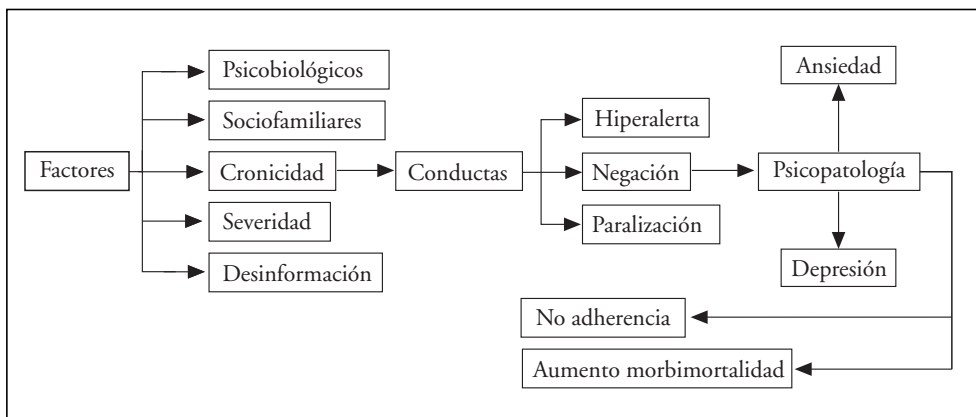 Factores
Psicobiológicos
Sociofamiliares
Cronicidad
Severidad
Desinformación
Conductas
Hiperalerta
Negación
Paralización
Psicopatología
Ansiedad
Depresión
No adherencia
Aumento morbimortalidad